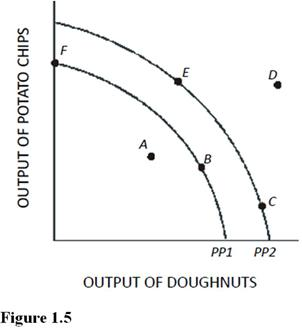 OUTPUT OF POTATO CHIPS
F
E
D
A
B
C
PP1 PP2
OUTPUT OF DOUGHNUTS
Figure 1.5